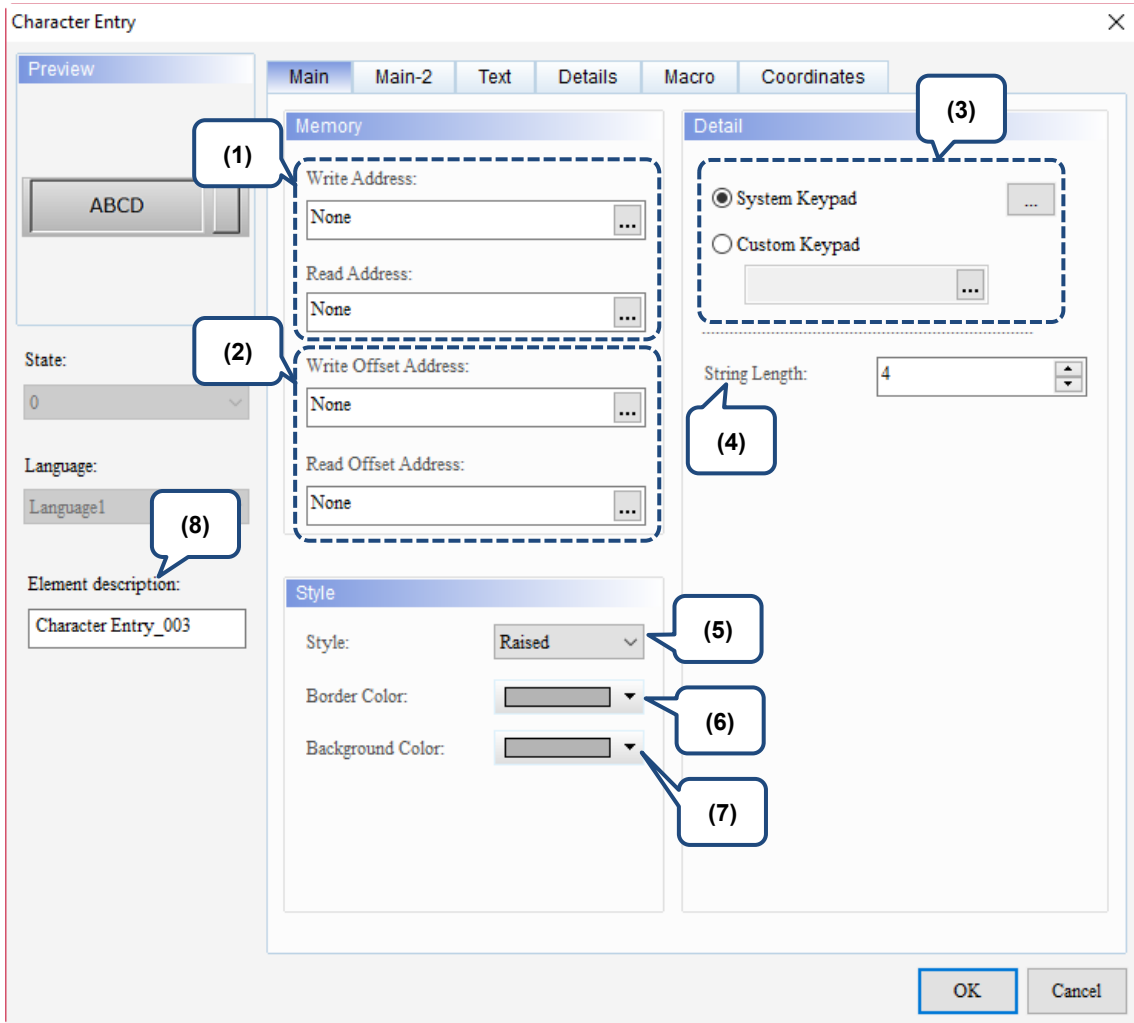 Character Entry
Preview
ABCD
State:
0
Language:
Language1
(8)
Element description:
Character Entry_003
Main
Main-2
Text
Details
Macro
Coordinates
Memory
(1)
Write Address:
None
...
Read Address:
None
...
(2)
Write Offset Address:
None
...
Read Offset Address:
None
...
Style
Style:
Raised
(5)
Border Color:
(6)
Background Color:
(7)
Detail
(3)
System Keypad
...
Custom Keypad
...
String Length:
4
(4)
OK
Cancel